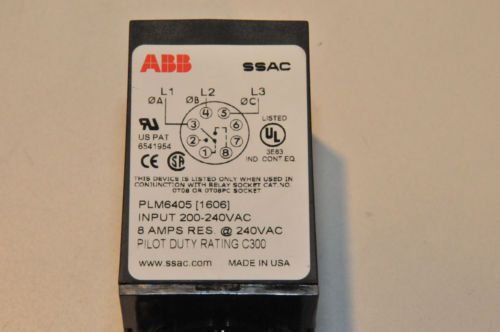 ABB SSAC
L1 L2 L3
ØA ØB ØC
4 5
3 6
2 7
1 8
US PAT
6541954
LISTED
UL
3E63
IND. CONT. EQ.
CE SA
THIS DEVICE IS LISTED ONLY WHEN USED IN
CONJUNCTION WITH RELAY SOCKET CAT. NO.
OT08 OR OT08PC SOCKET
PLM6405 [1606]
INPUT 200-240VAC
8 AMPS RES. @ 240VAC
PILOT DUTY RATING C300
www.ssac.com MADE IN USA